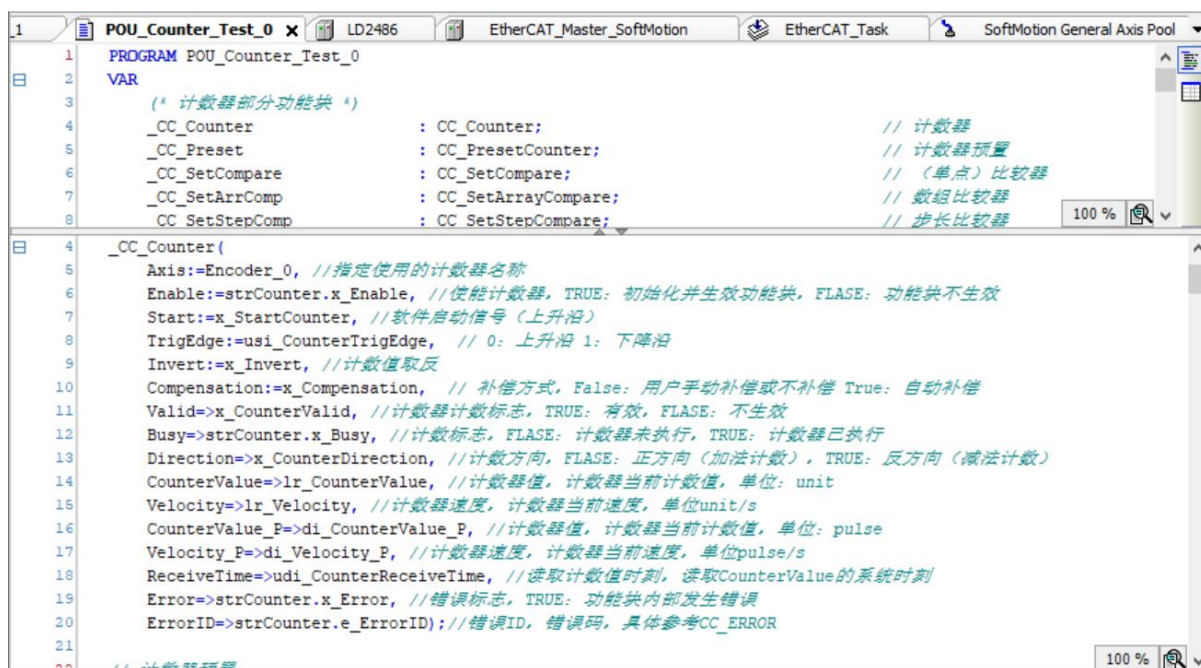 _1 POU_Counter_Test_0 x LD2486 EtherCAT_Master_SoftMotion EtherCAT_Task SoftMotion General Axis Pool
1 PROGRAM POU_Counter_Test_0
2 VAR
3 (* 计数器部分功能块 *)
4 _CC_Counter : CC_Counter; // 计数器
5 _CC_Preset : CC_PresetCounter; // 计数器预置
6 _CC_SetCompare : CC_SetCompare; // （单点）比较器
7 _CC_SetArrComp : CC_SetArrayCompare; // 数组比较器
8 _CC_SetStepComp : CC_SetStepCompare; // 步长比较器
100 %
4 _CC_Counter(
5 Axis:=Encoder_0, //指定使用的计数器名称
6 Enable:=strCounter.x_Enable, //使能计数器，TRUE：初始化并生效功能块，FLASE：功能块不生效
7 Start:=x_StartCounter, //软件启动信号（上升沿）
8 TrigEdge:=usi_CounterTrigEdge, // 0：上升沿 1：下降沿
9 Invert:=x_Invert, //计数值取反
10 Compensation:=x_Compensation, // 补偿方式，False：用户手动补偿或不补偿 True：自动补偿
11 Valid=>x_CounterValid, //计数器计数标志，TRUE：有效，FLASE：不生效
12 Busy=>strCounter.x_Busy, //计数标志，FLASE：计数器未执行，TRUE：计数器已执行
13 Direction=>x_CounterDirection, //计数方向，FLASE：正方向（加法计数），TRUE：反方向（减法计数）
14 CounterValue=>lr_CounterValue, //计数器值，计数器当前计数值，单位：unit
15 Velocity=>lr_Velocity, //计数器速度，计数器当前速度，单位unit/s
16 CounterValue_P=>di_CounterValue_P, //计数器值，计数器当前计数值，单位：pulse
17 Velocity_P=>di_Velocity_P, //计数器速度，计数器当前速度，单位pulse/s
18 ReceiveTime=>udi_CounterReceiveTime, //读取计数值时刻，读取CounterValue的系统时刻
19 Error=>strCounter.x_Error, //错误标志，TRUE：功能块内部发生错误
20 ErrorID=>strCounter.e_ErrorID);//错误ID，错误码，具体参考CC_ERROR
21
22 // 计数器预置
100 %